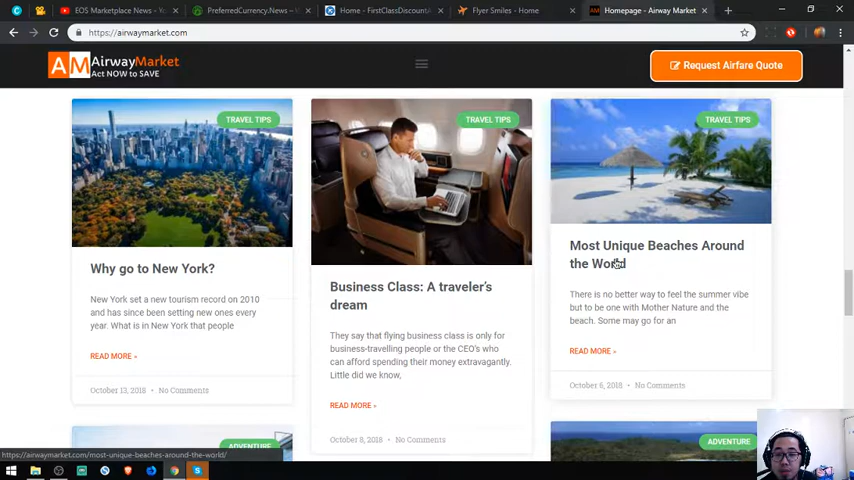 EOS Marketplace News - Y
PreferredCurrency.News -
Home - FirstClassDiscountA
Flyer Smiles - Home
Homepage - Airway Market
https://airwaymarket.com
AM AirwayMarket
Act NOW to SAVE
Request Airfare Quote
TRAVEL TIPS
TRAVEL TIPS
TRAVEL TIPS
Why go to New York?
New York set a new tourism record on 2010
and has since been setting new ones every
year. What is in New York that people
READ MORE »
October 13, 2018 • No Comments
Business Class: A traveler's
dream
They say that flying business class is only for
business-travelling people or the CEO's who
can afford spending their money extravagantly.
Little did we know,
READ MORE »
October 8, 2018 • No Comments
Most Unique Beaches Around
the World
There is no better way to feel the summer vibe
but to be one with Mother Nature and the
beach. Some may go for an
READ MORE »
October 6, 2018 • No Comments
ADVENTURE
ADVENTURE
https://airwaymarket.com/most-unique-beaches-around-the-world/